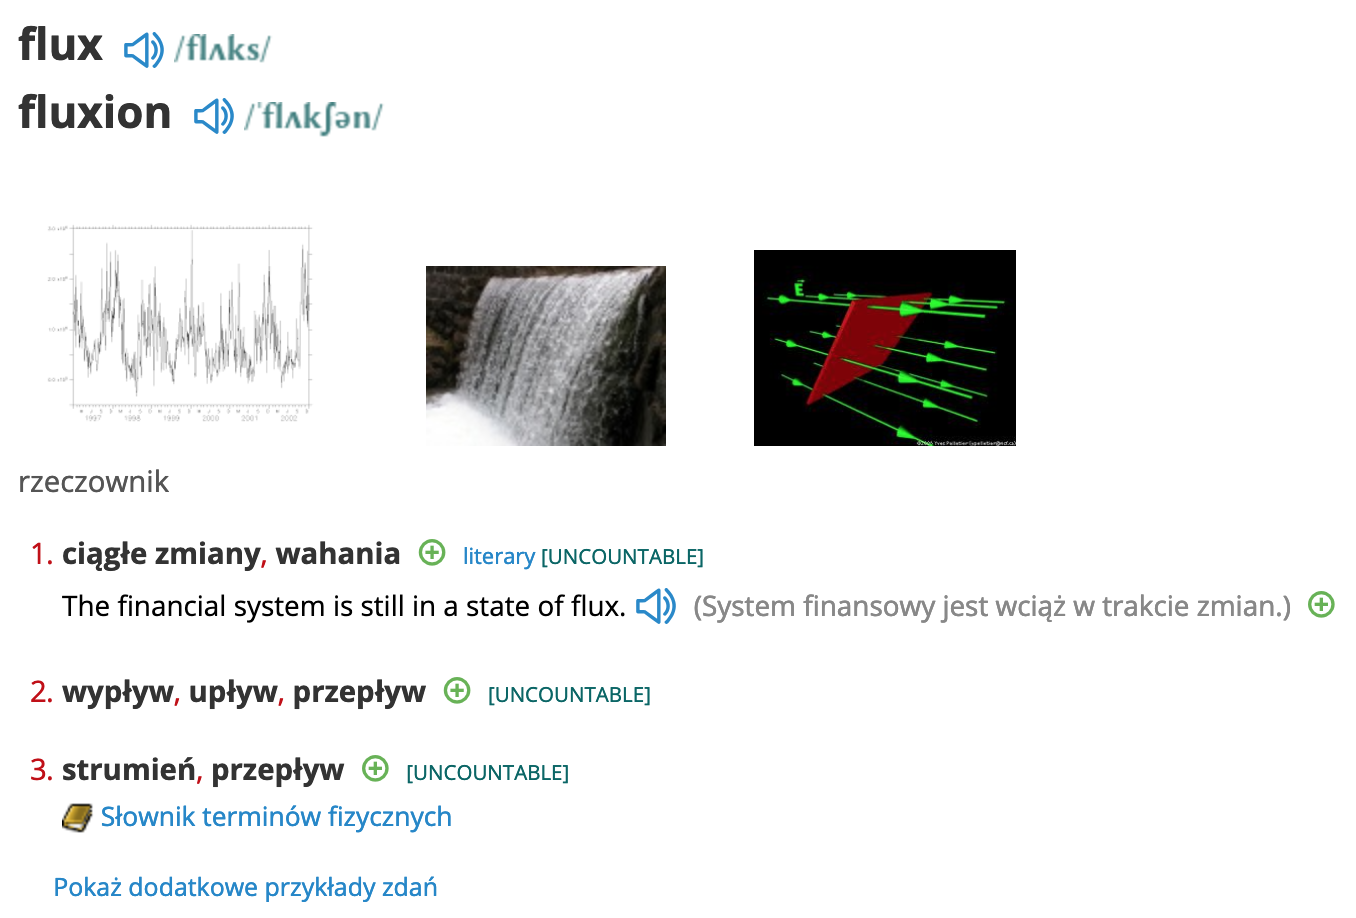 flux /flʌks/
fluxion /ˈflʌkʃən/
1997 1998 1999 2000 2001 2002
E
rzeczownik
1. ciągłe zmiany, wahania literary [UNCOUNTABLE]
The financial system is still in a state of flux. (System finansowy jest wciąż w trakcie zmian.)
2. wypływ, upływ, przepływ [UNCOUNTABLE]
3. strumień, przepływ [UNCOUNTABLE]
Słownik terminów fizycznych
Pokaż dodatkowe przykłady zdań